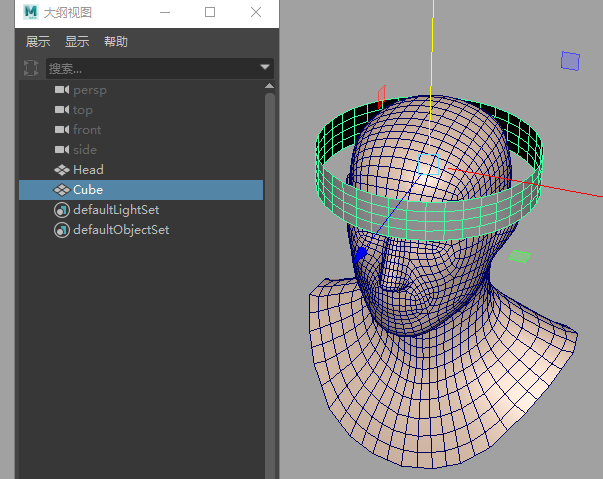 大纲视图
展示 显示 帮助
搜索...
persp
top
front
side
Head
Cube
defaultLightSet
defaultObjectSet